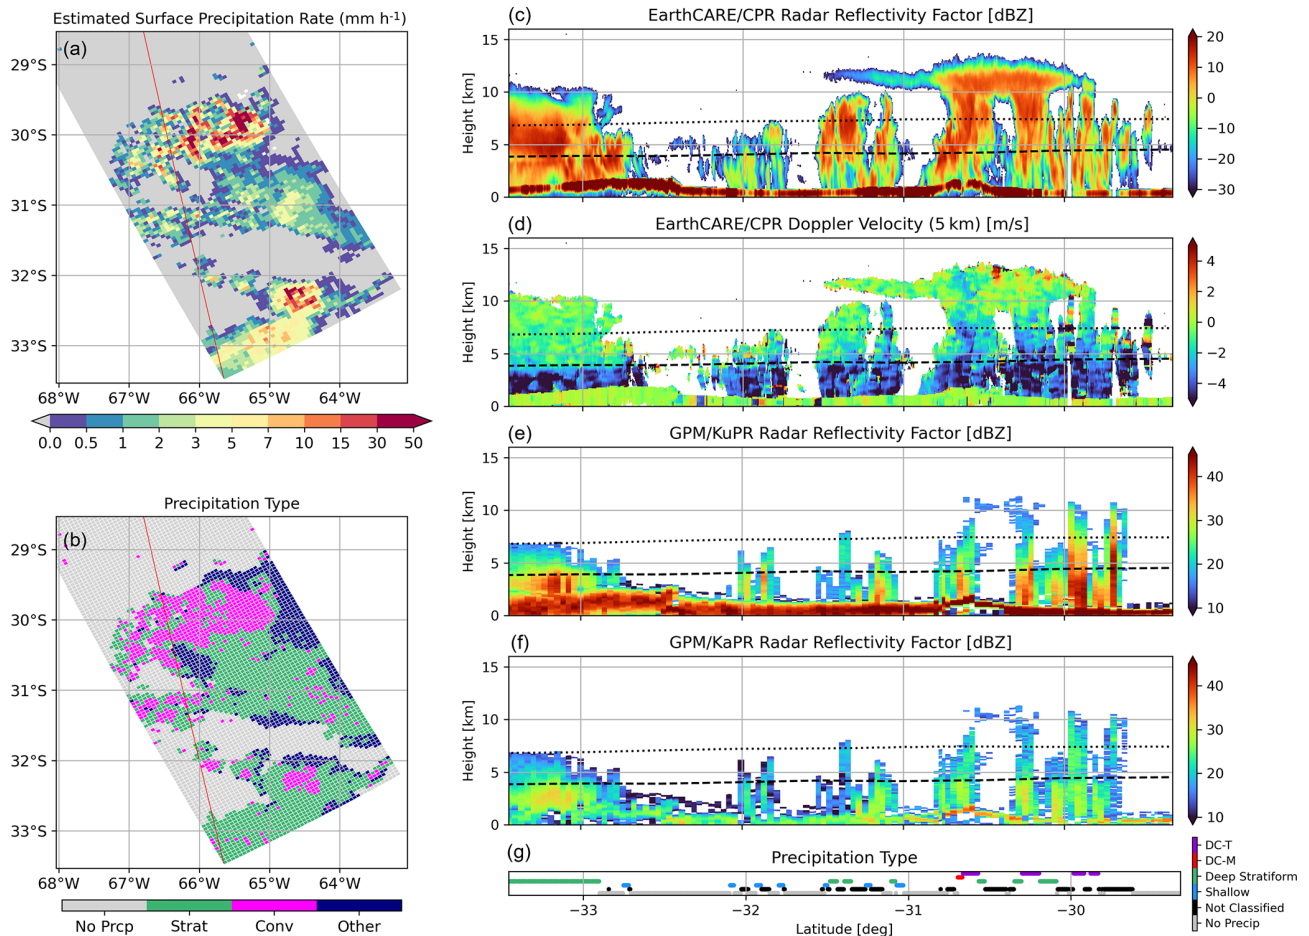 Estimated Surface Precipitation Rate (mm h-1)
(a)
29°S
30°S
31°S
32°S
33°S
68°W 67°W 66°W 65°W 64°W
0.0 0.5 1 2 3 5 7 10 15 30 50
Precipitation Type
(b)
29°S
30°S
31°S
32°S
33°S
68°W 67°W 66°W 65°W 64°W
No Prcp Strat Conv Other
(c) EarthCARE/CPR Radar Reflectivity Factor [dBZ]
Height [km]
15
10
5
0
20
10
0
−10
−20
−30
(d) EarthCARE/CPR Doppler Velocity (5 km) [m/s]
Height [km]
15
10
5
0
4
2
0
−2
−4
(e) GPM/KuPR Radar Reflectivity Factor [dBZ]
Height [km]
15
10
5
0
40
30
20
10
(f) GPM/KaPR Radar Reflectivity Factor [dBZ]
Height [km]
15
10
5
0
40
30
20
10
(g) Precipitation Type
−33 −32 −31 −30
Latitude [deg]
DC-T
DC-M
Deep Stratiform
Shallow
Not Classified
No Precip